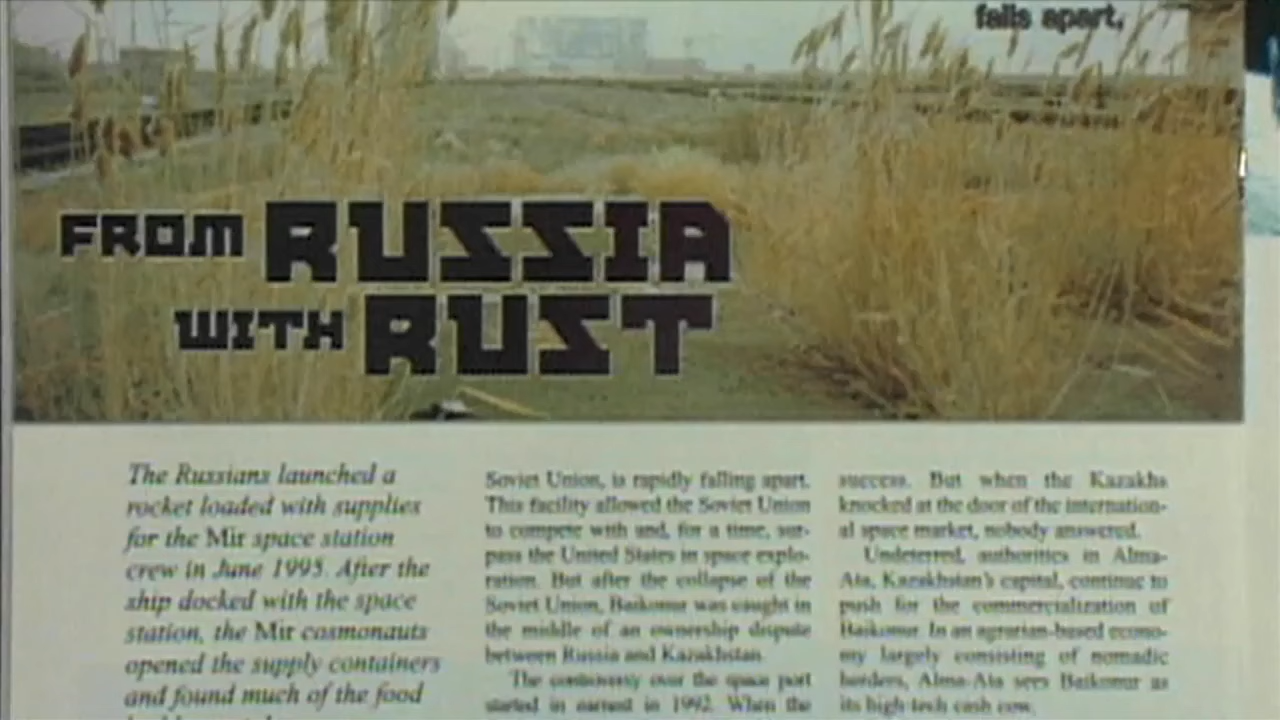 falls apart,
FROM RUSSIA
WITH RUST
The Russians launched a
rocket loaded with supplies
for the Mir space station
crew in June 1995. After the
ship docked with the space
station, the Mir cosmonauts
opened the supply containers
and found much of the food
Soviet Union, is rapidly falling apart.
This facility allowed the Soviet Union
to compete with and, for a time, sur-
pass the United States in space explo-
ration. But after the collapse of the
Soviet Union, Baikonur was caught in
the middle of an ownership dispute
between Russia and Kazakhstan.
The controversy over the space port
started in earnest in 1992. When the
success. But when the Kazakhs
knocked at the door of the internation-
al space market, nobody answered.
Undeterred, authorities in Alma-
Ata, Kazakhstan's capital, continue to
push for the commercialization of
Baikonur. In an agrarian-based econo-
my largely consisting of nomadic
herders, Alma-Ata sees Baikonur as
its high-tech cash cow.